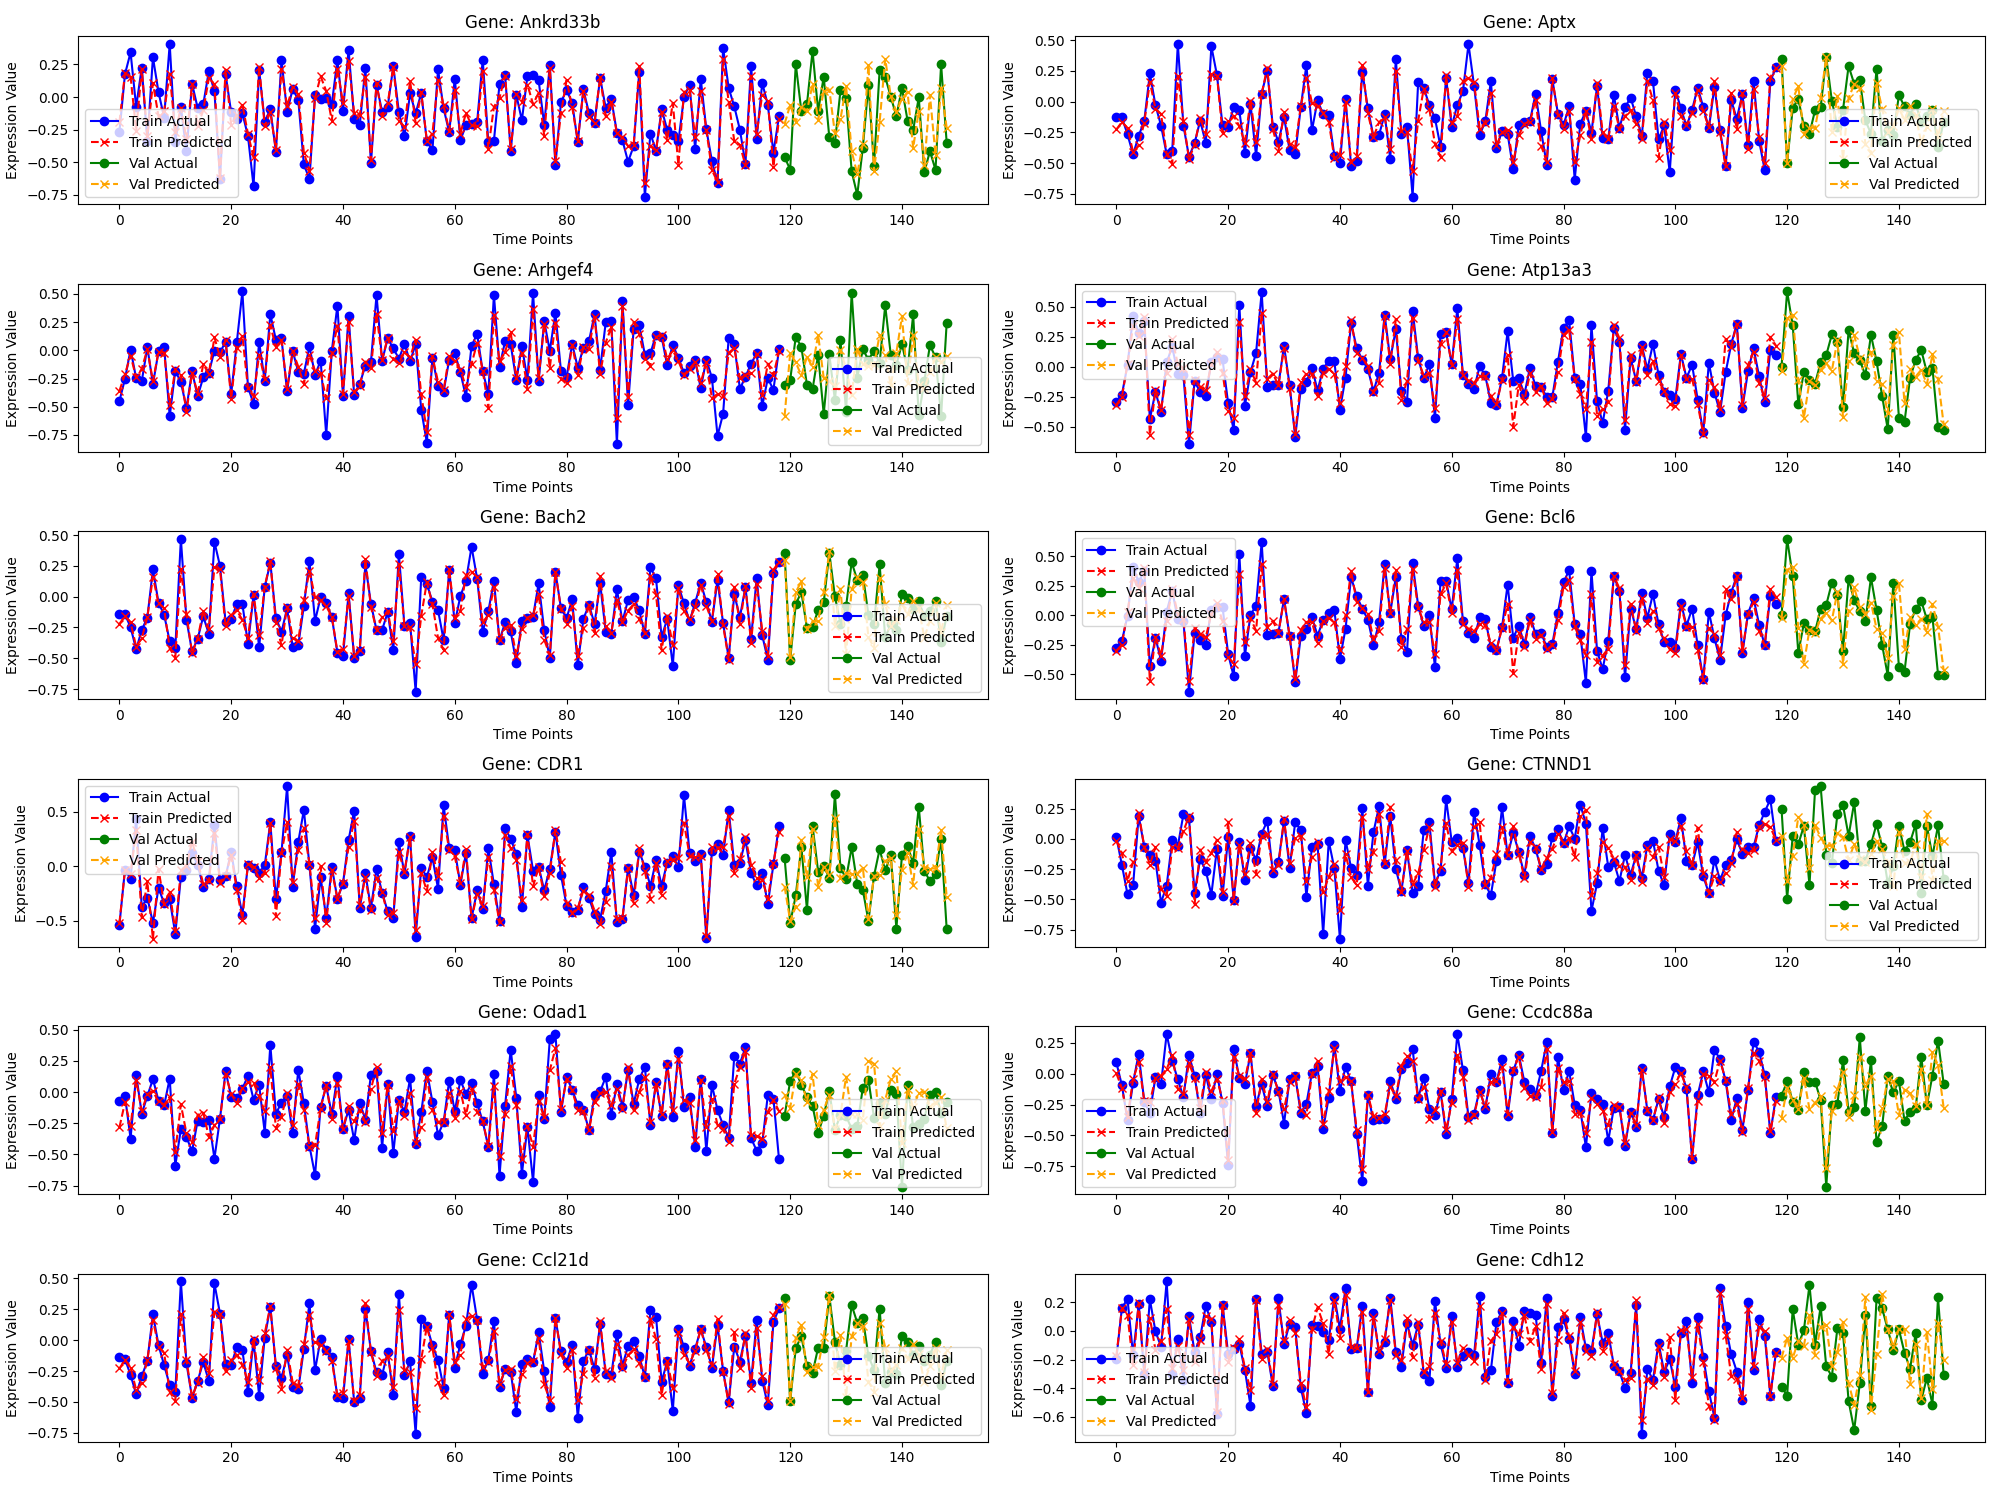 Gene: Ankrd33b
Expression Value
0.25
0.00
−0.25
−0.50
−0.75
Train Actual
Train Predicted
Val Actual
Val Predicted
0 20 40 60 80 100 120 140
Time Points
Gene: Aptx
Expression Value
0.50
0.25
0.00
−0.25
−0.50
−0.75
Train Actual
Train Predicted
Val Actual
Val Predicted
0 20 40 60 80 100 120 140
Time Points
Gene: Arhgef4
Expression Value
0.50
0.25
0.00
−0.25
−0.50
−0.75
Train Actual
Train Predicted
Val Actual
Val Predicted
0 20 40 60 80 100 120 140
Time Points
Gene: Atp13a3
Expression Value
0.50
0.25
0.00
−0.25
−0.50
Train Actual
Train Predicted
Val Actual
Val Predicted
0 20 40 60 80 100 120 140
Time Points
Gene: Bach2
Expression Value
0.50
0.25
0.00
−0.25
−0.50
−0.75
Train Actual
Train Predicted
Val Actual
Val Predicted
0 20 40 60 80 100 120 140
Time Points
Gene: Bcl6
Expression Value
0.50
0.25
0.00
−0.25
−0.50
Train Actual
Train Predicted
Val Actual
Val Predicted
0 20 40 60 80 100 120 140
Time Points
Gene: CDR1
Expression Value
0.5
0.0
−0.5
Train Actual
Train Predicted
Val Actual
Val Predicted
0 20 40 60 80 100 120 140
Time Points
Gene: CTNND1
Expression Value
0.25
0.00
−0.25
−0.50
−0.75
Train Actual
Train Predicted
Val Actual
Val Predicted
0 20 40 60 80 100 120 140
Time Points
Gene: Odad1
Expression Value
0.50
0.25
0.00
−0.25
−0.50
−0.75
Train Actual
Train Predicted
Val Actual
Val Predicted
0 20 40 60 80 100 120 140
Time Points
Gene: Ccdc88a
Expression Value
0.25
0.00
−0.25
−0.50
−0.75
Train Actual
Train Predicted
Val Actual
Val Predicted
0 20 40 60 80 100 120 140
Time Points
Gene: Ccl21d
Expression Value
0.50
0.25
0.00
−0.25
−0.50
−0.75
Train Actual
Train Predicted
Val Actual
Val Predicted
0 20 40 60 80 100 120 140
Time Points
Gene: Cdh12
Expression Value
0.2
0.0
−0.2
−0.4
−0.6
Train Actual
Train Predicted
Val Actual
Val Predicted
0 20 40 60 80 100 120 140
Time Points